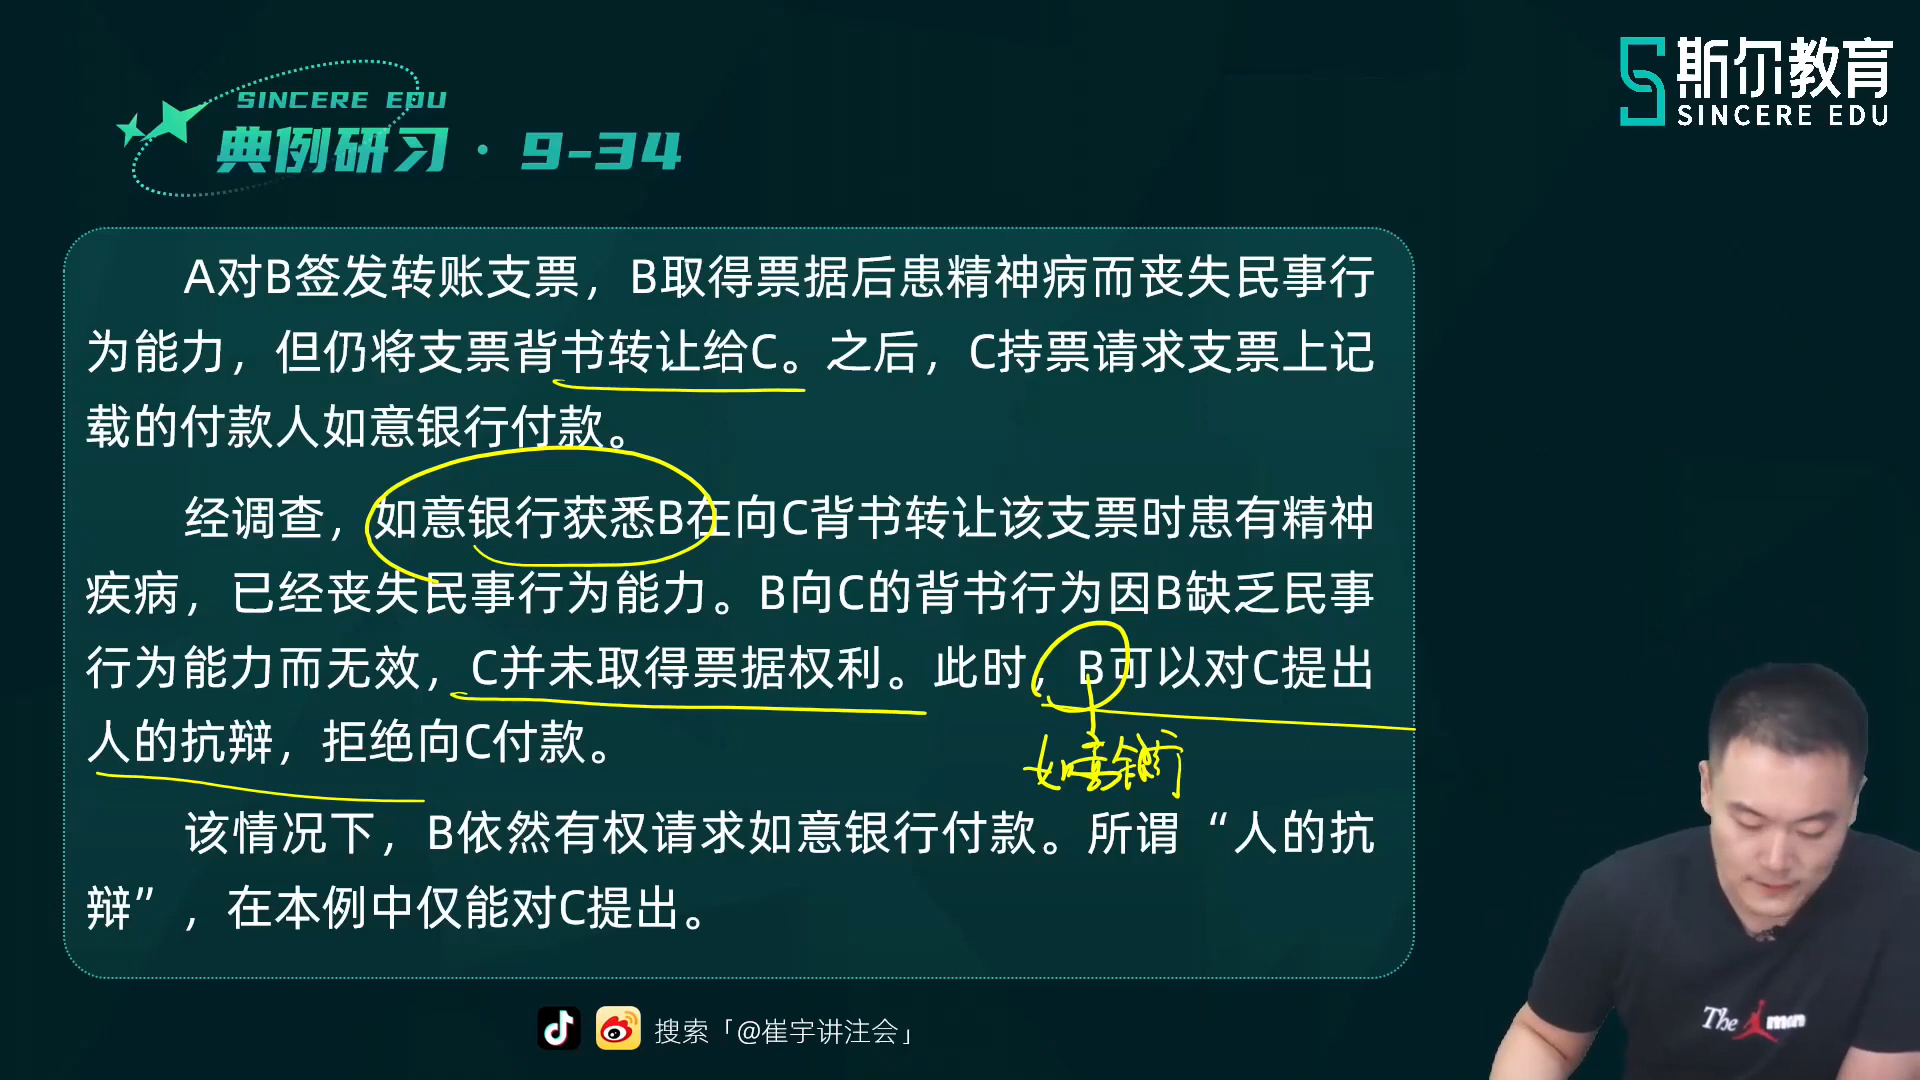 SINCERE EDU
典例研习·9-34
斯尔教育
SINCERE EDU
A对B签发转账支票，B取得票据后患精神病而丧失民事行
为能力，但仍将支票背书转让给C。之后，C持票请求支票上记
载的付款人如意银行付款。
经调查，如意银行获悉B在向C背书转让该支票时患有精神
疾病，已经丧失民事行为能力。B向C的背书行为因B缺乏民事
行为能力而无效，C并未取得票据权利。此时，B可以对C提出
人的抗辩，拒绝向C付款。
如意银行
该情况下，B依然有权请求如意银行付款。所谓“人的抗
辩”，在本例中仅能对C提出。
The man
搜索「@崔宇讲注会」